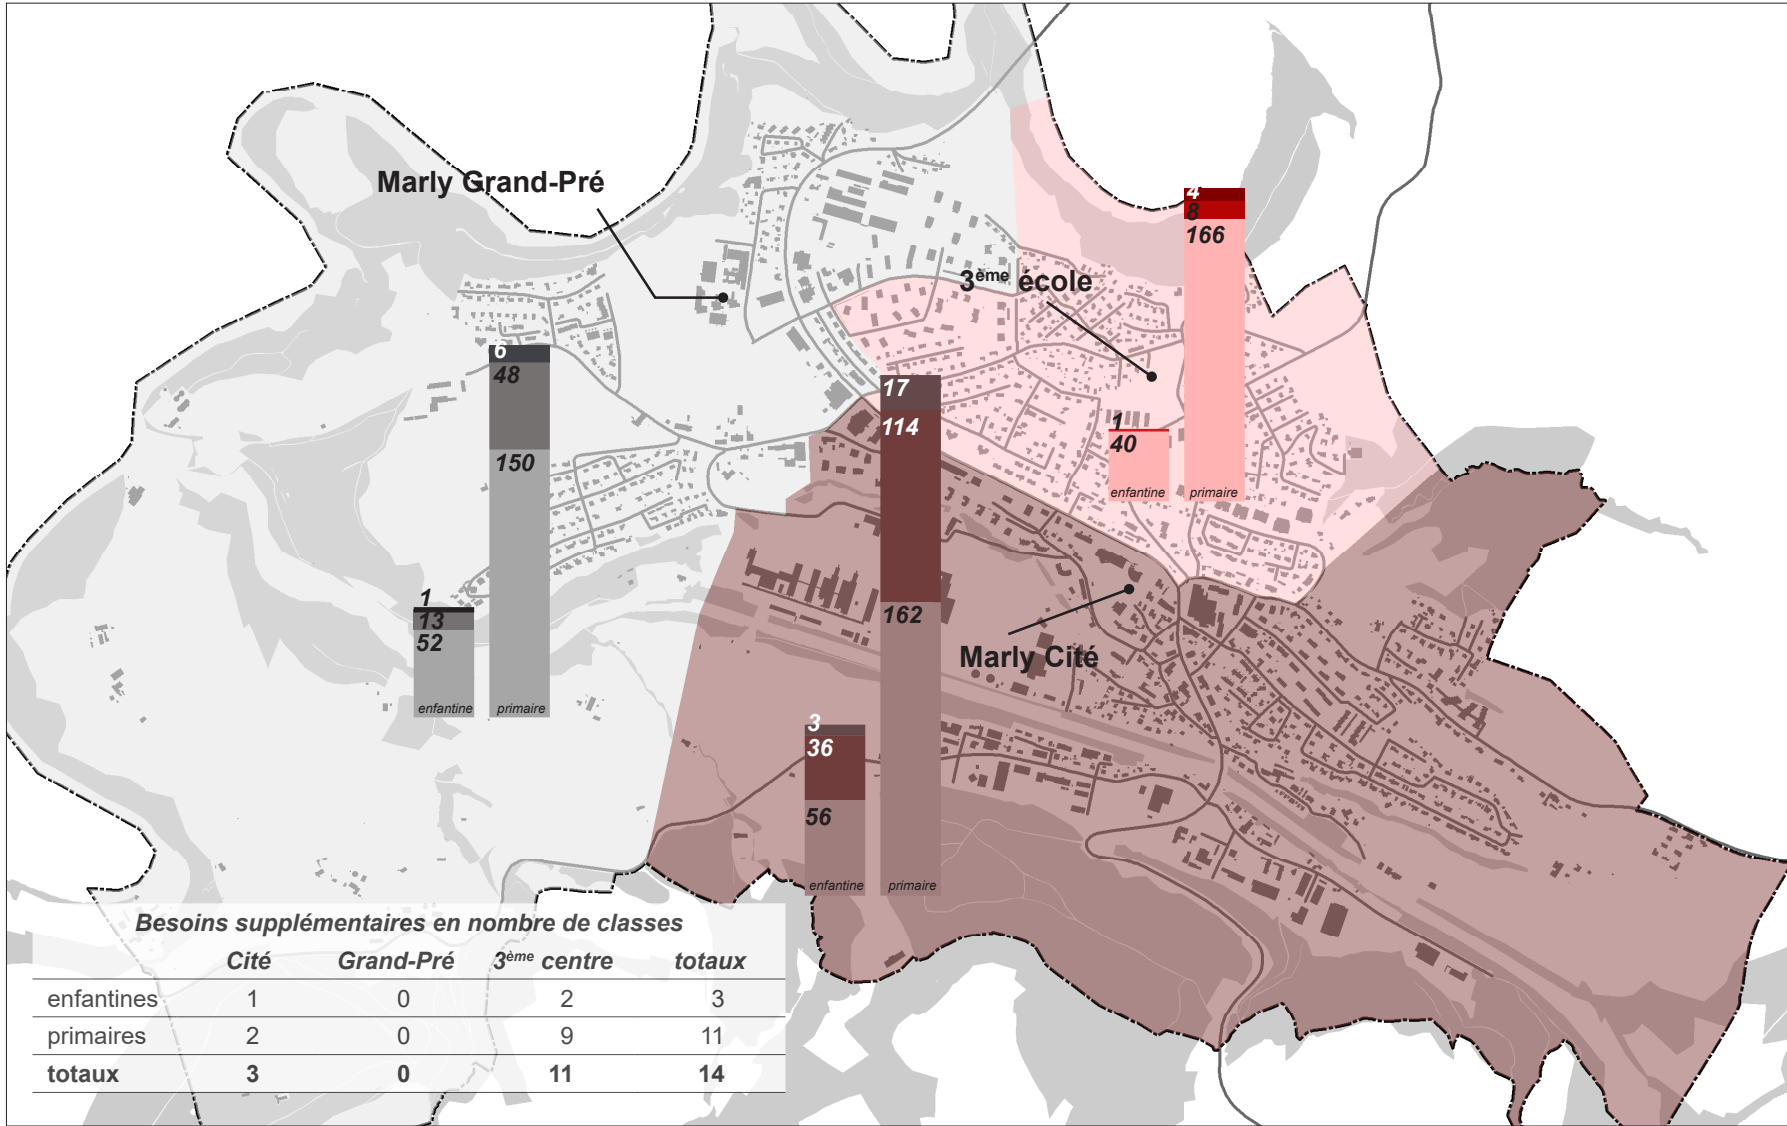 Marly Grand-Pré
4
8
166
3ème école
6
48
150
17
114
162
1
40
enfantine
primaire
1
13
52
enfantine
primaire
Marly Cité
3
36
56
enfantine
primaire
Besoins supplémentaires en nombre de classes
Cité Grand-Pré 3ème centre totaux
enfantines 1 0 2 3
primaires 2 0 9 11
totaux 3 0 11 14